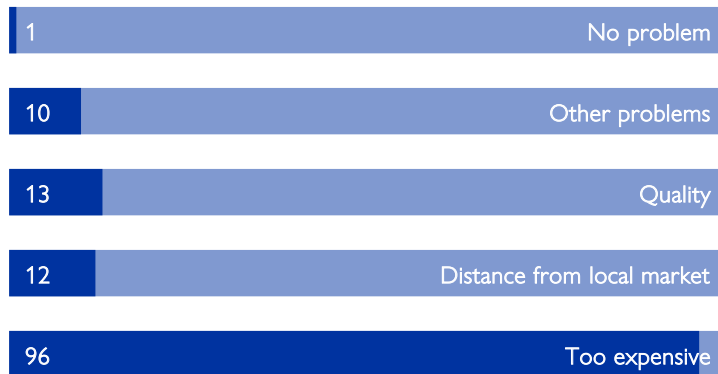 1 No problem
10 Other problems
13 Quality
12 Distance from local market
96 Too expensive